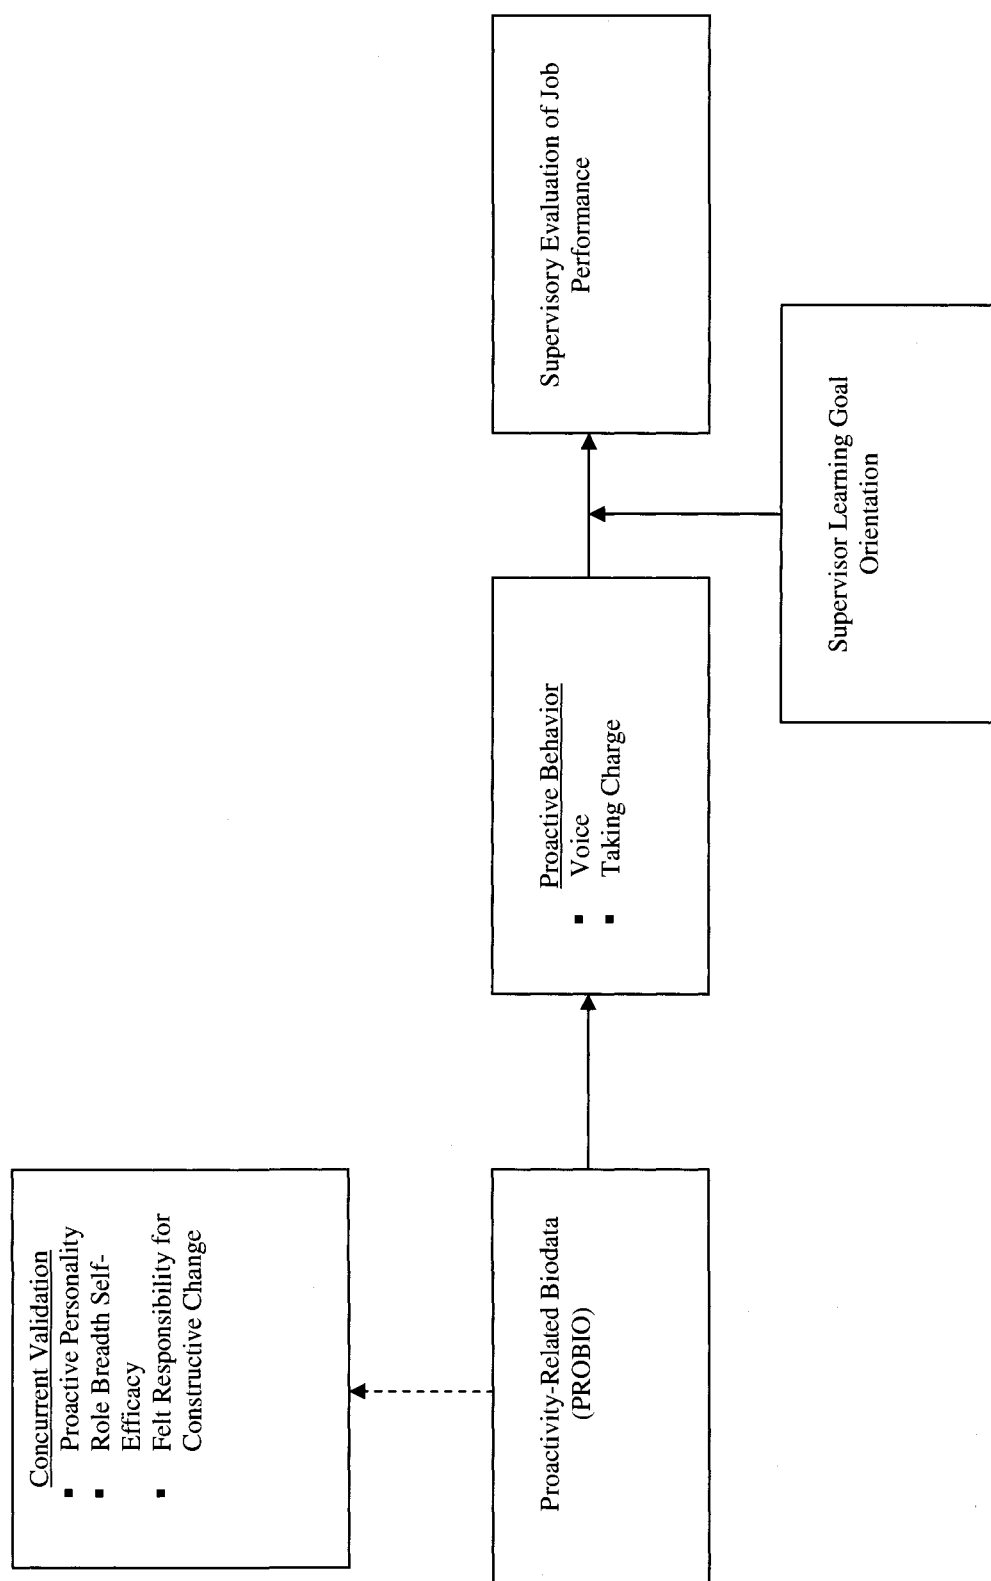 Concurrent Validation
▪ Proactive Personality
▪ Role Breadth Self-
Efficacy
▪ Felt Responsibility for
Constructive Change
Proactivity-Related Biodata
(PROBIO)
Proactive Behavior
▪ Voice
▪ Taking Charge
Supervisory Evaluation of Job
Performance
Supervisor Learning Goal
Orientation